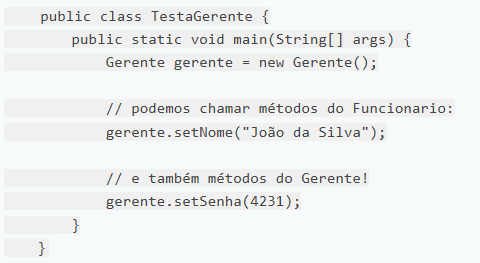 public class TestaGerente {
public static void main(String[] args) {
Gerente gerente = new Gerente();
// podemos chamar métodos do Funcionario:
gerente.setNome("João da Silva");
// e também métodos do Gerente!
gerente.setSenha(4231);
}
}